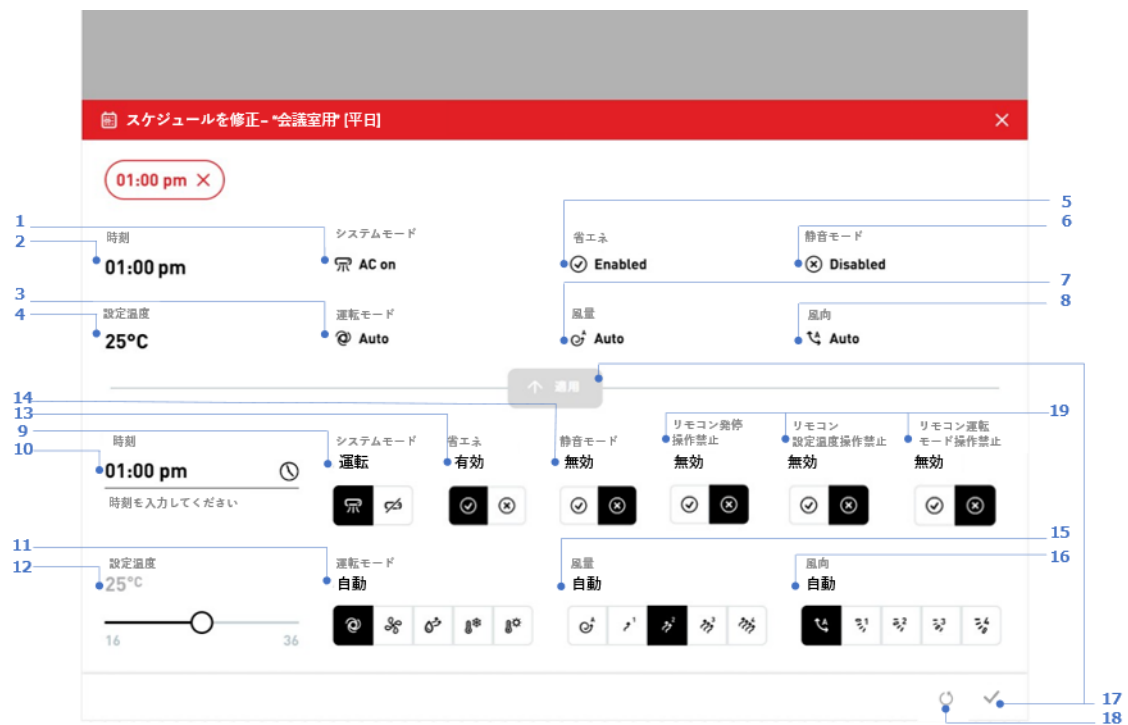 スケジュールを修正– “会議室用” [平日]
01:00 pm
5
1
6
2
時刻
システムモード
省エネ
静音モード
01:00 pm
AC on
Enabled
Disabled
7
3
8
4
設定温度
運転モード
風量
風向
25°C
Auto
Auto
Auto
適用
14
13
19
9
10
時刻
システムモード
省エネ
静音モード
リモコン発停
操作禁止
リモコン
設定温度操作禁止
リモコン運転
モード操作禁止
01:00 pm
運転
有効
無効
無効
無効
無効
時刻を入力してください
11
15
12
16
設定温度
運転モード
風量
風向
25°C
自動
自動
自動
16
36
17
18